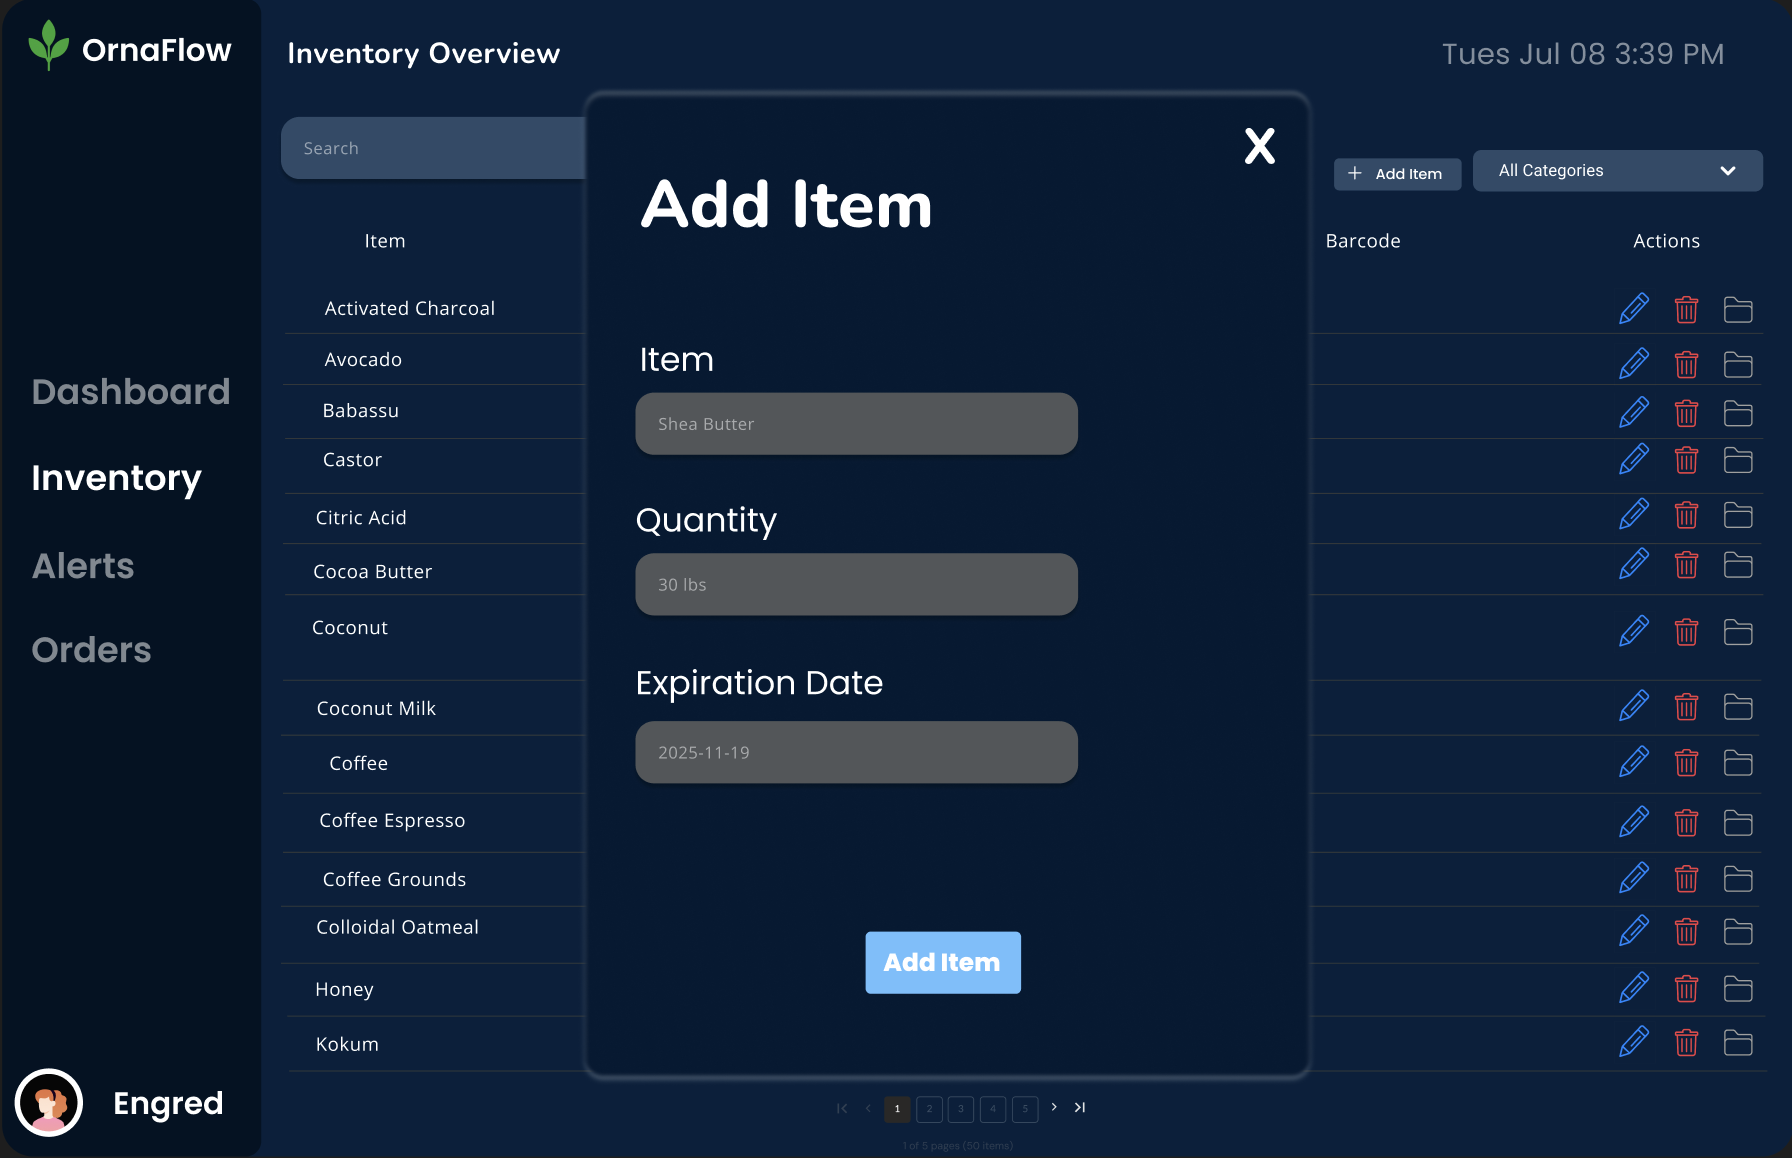 OrnaFlow
Inventory Overview
Tues Jul 08 3:39 PM
Search
X
Add Item
+ Add Item
All Categories
Item
Barcode
Actions
Activated Charcoal
Avocado
Babassu
Castor
Citric Acid
Cocoa Butter
Coconut
Coconut Milk
Coffee
Coffee Espresso
Coffee Grounds
Colloidal Oatmeal
Honey
Kokum
Item
Shea Butter
Quantity
30 lbs
Expiration Date
2025-11-19
Add Item
Dashboard
Inventory
Alerts
Orders
Engred
1 2 3 4 5
1 of 5 pages (50 items)